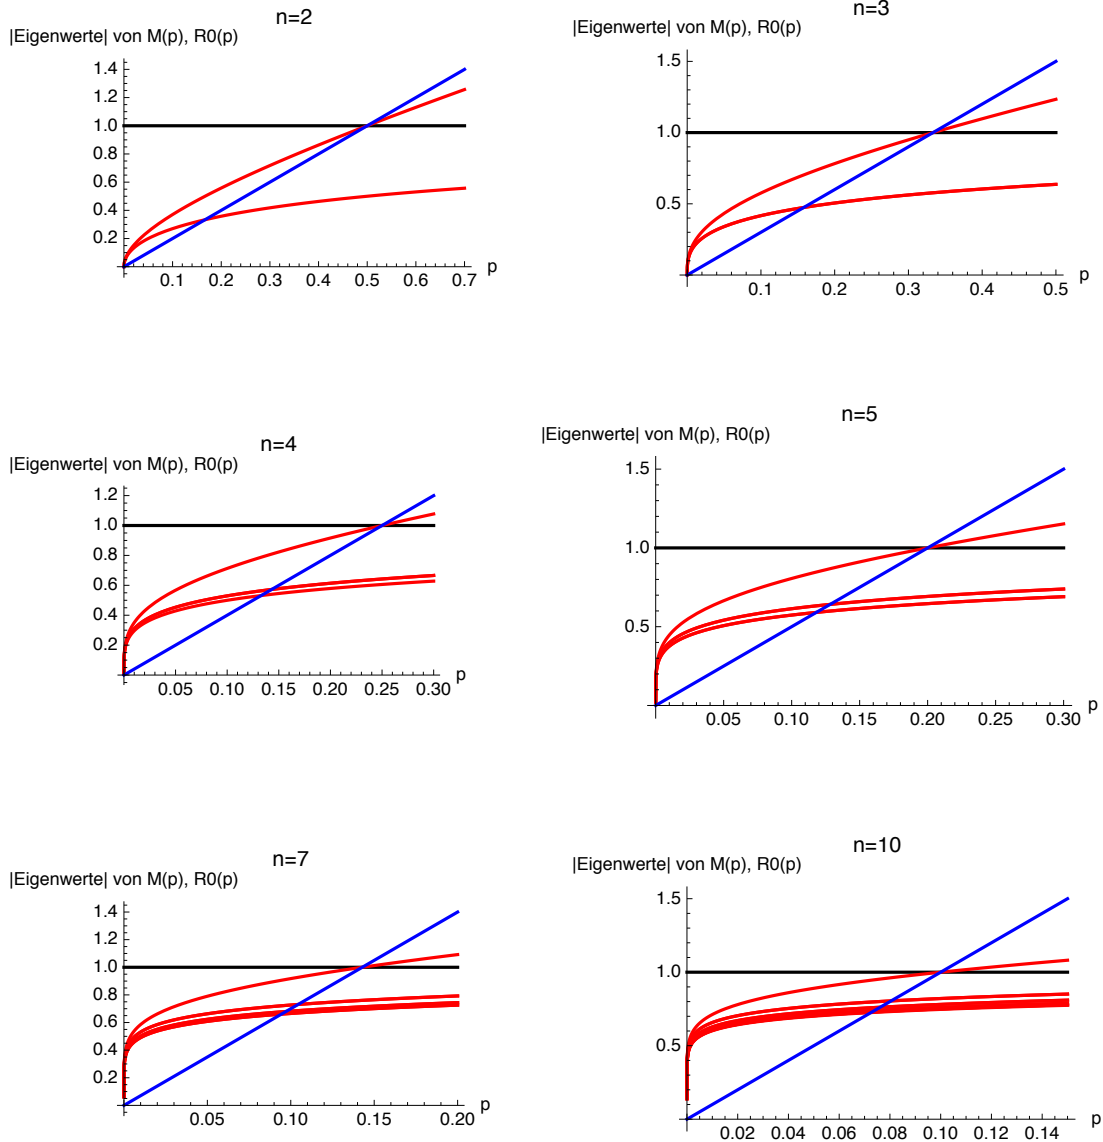 n=2
|Eigenwerte| von M(p), R0(p)
1.4
1.2
1.0
0.8
0.6
0.4
0.2
0.1 0.2 0.3 0.4 0.5 0.6 0.7
p
n=3
|Eigenwerte| von M(p), R0(p)
1.5
1.0
0.5
0.1 0.2 0.3 0.4 0.5
p
n=4
|Eigenwerte| von M(p), R0(p)
1.2
1.0
0.8
0.6
0.4
0.2
0.05 0.10 0.15 0.20 0.25 0.30
p
n=5
|Eigenwerte| von M(p), R0(p)
1.5
1.0
0.5
0.05 0.10 0.15 0.20 0.25 0.30
p
n=7
|Eigenwerte| von M(p), R0(p)
1.4
1.2
1.0
0.8
0.6
0.4
0.2
0.05 0.10 0.15 0.20
p
n=10
|Eigenwerte| von M(p), R0(p)
1.5
1.0
0.5
0.02 0.04 0.06 0.08 0.10 0.12 0.14
p